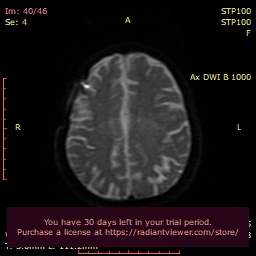 Im: 40/46
STP100
Se: 4
A
STP100
F
Ax DWI B 1000
R
L
You have 30 days left in your trial period.
Purchase a license at https://radiantviewer.com/store/